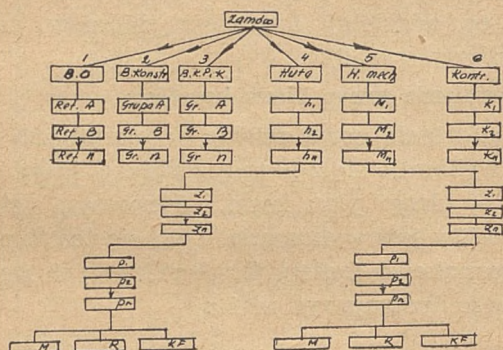 Zamów
1 2 3 4 5 6
B.O B.Konstr B.K.P.K Huta H. mech Kontr.
Ref. A Grupa A Gr. A h1 M1 K1
Ref B Gr. B Gr. B h2 M2 K2
Ref n Gr. n Gr n hn Mn Kn
Z1 Z1
Z2 Z2
Zn Zn
P1 P1
P2 P2
Pn Pn
M R KF M R KF